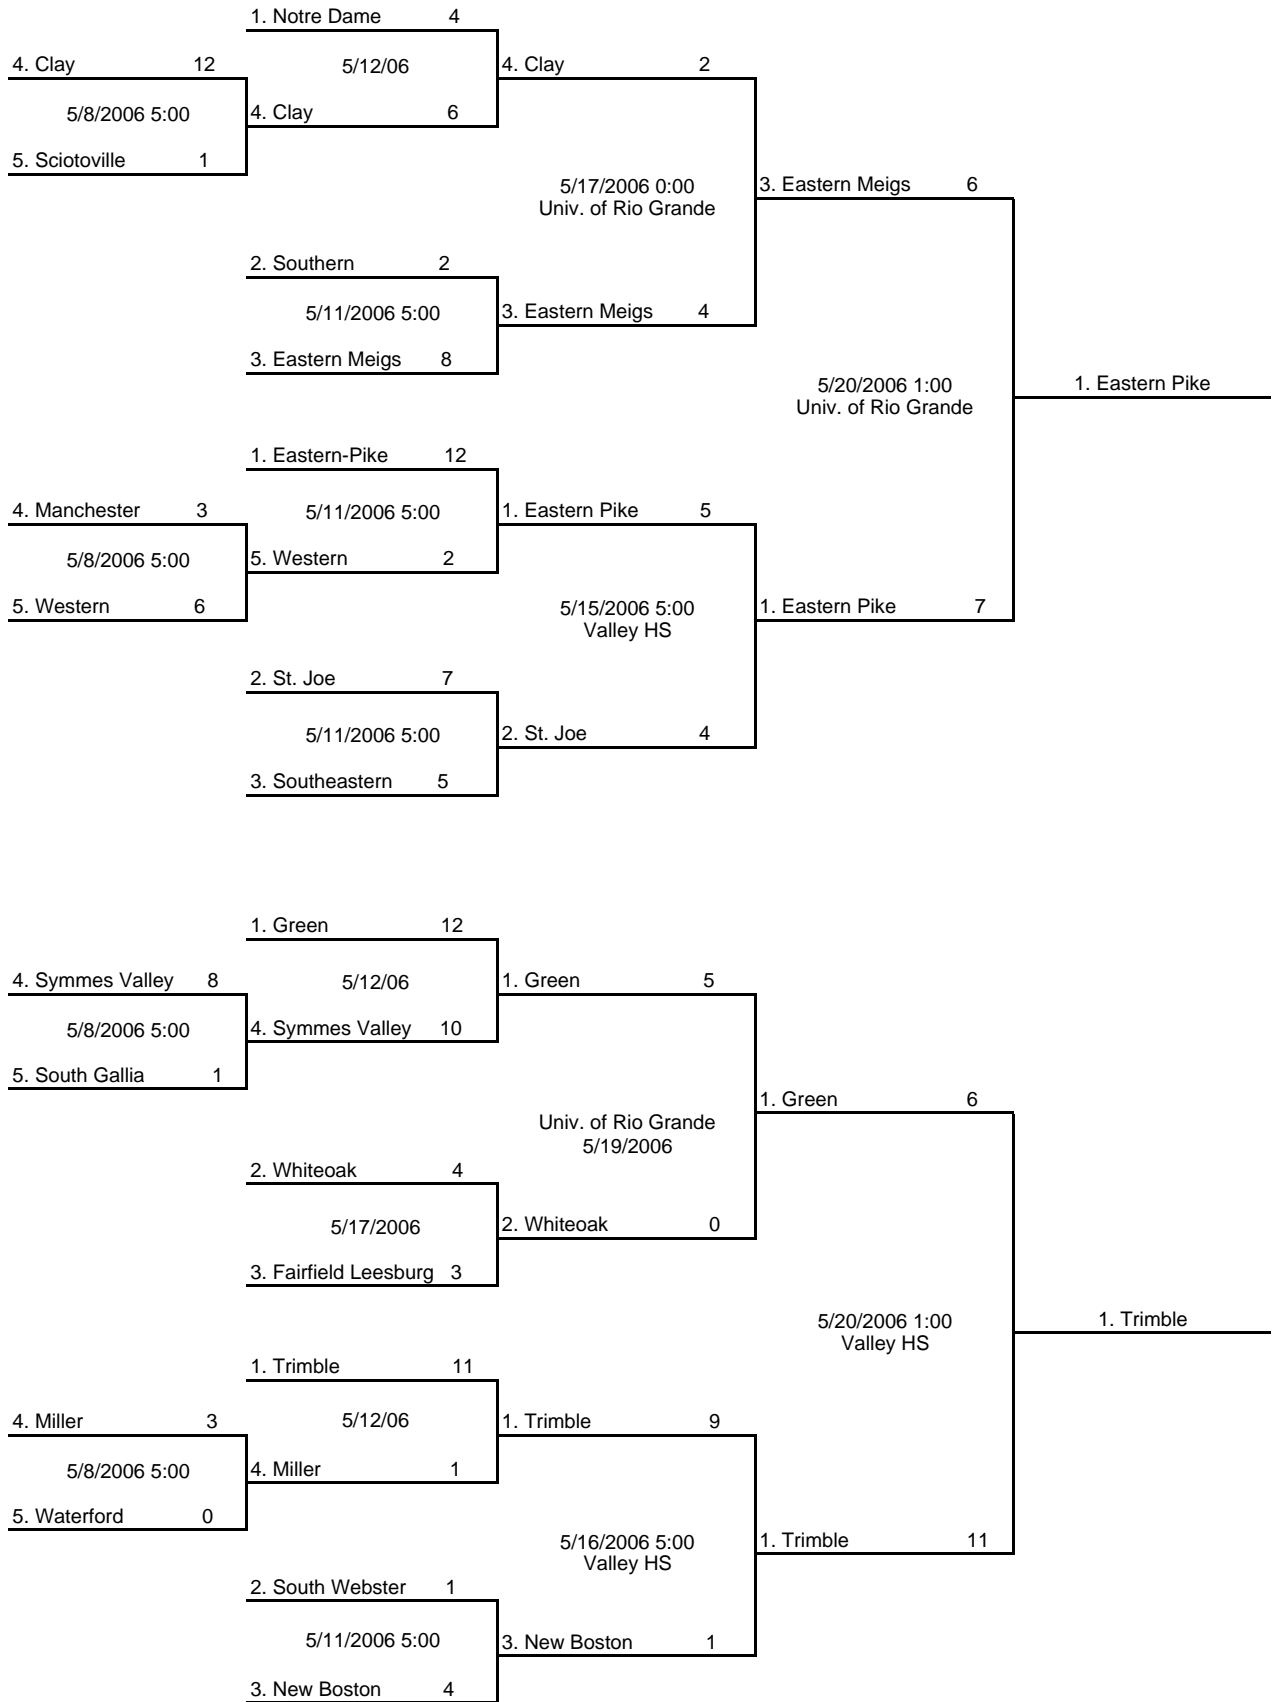 1. Notre Dame 4
4. Clay 12
5/12/06
4. Clay 2
5/8/2006 5:00
4. Clay 6
5. Sciotoville 1
5/17/2006 0:00
Univ. of Rio Grande
3. Eastern Meigs 6
2. Southern 2
5/11/2006 5:00
3. Eastern Meigs 4
3. Eastern Meigs 8
5/20/2006 1:00
Univ. of Rio Grande
1. Eastern Pike
1. Eastern-Pike 12
4. Manchester 3
5/11/2006 5:00
1. Eastern Pike 5
5/8/2006 5:00
5. Western 2
5. Western 6
5/15/2006 5:00
Valley HS
1. Eastern Pike 7
2. St. Joe 7
5/11/2006 5:00
2. St. Joe 4
3. Southeastern 5
1. Green 12
4. Symmes Valley 8
5/12/06
1. Green 5
5/8/2006 5:00
4. Symmes Valley 10
5. South Gallia 1
1. Green 6
Univ. of Rio Grande
5/19/2006
2. Whiteoak 4
5/17/2006
2. Whiteoak 0
3. Fairfield Leesburg 3
5/20/2006 1:00
Valley HS
1. Trimble
1. Trimble 11
4. Miller 3
5/12/06
1. Trimble 9
5/8/2006 5:00
4. Miller 1
5. Waterford 0
5/16/2006 5:00
Valley HS
1. Trimble 11
2. South Webster 1
5/11/2006 5:00
3. New Boston 1
3. New Boston 4